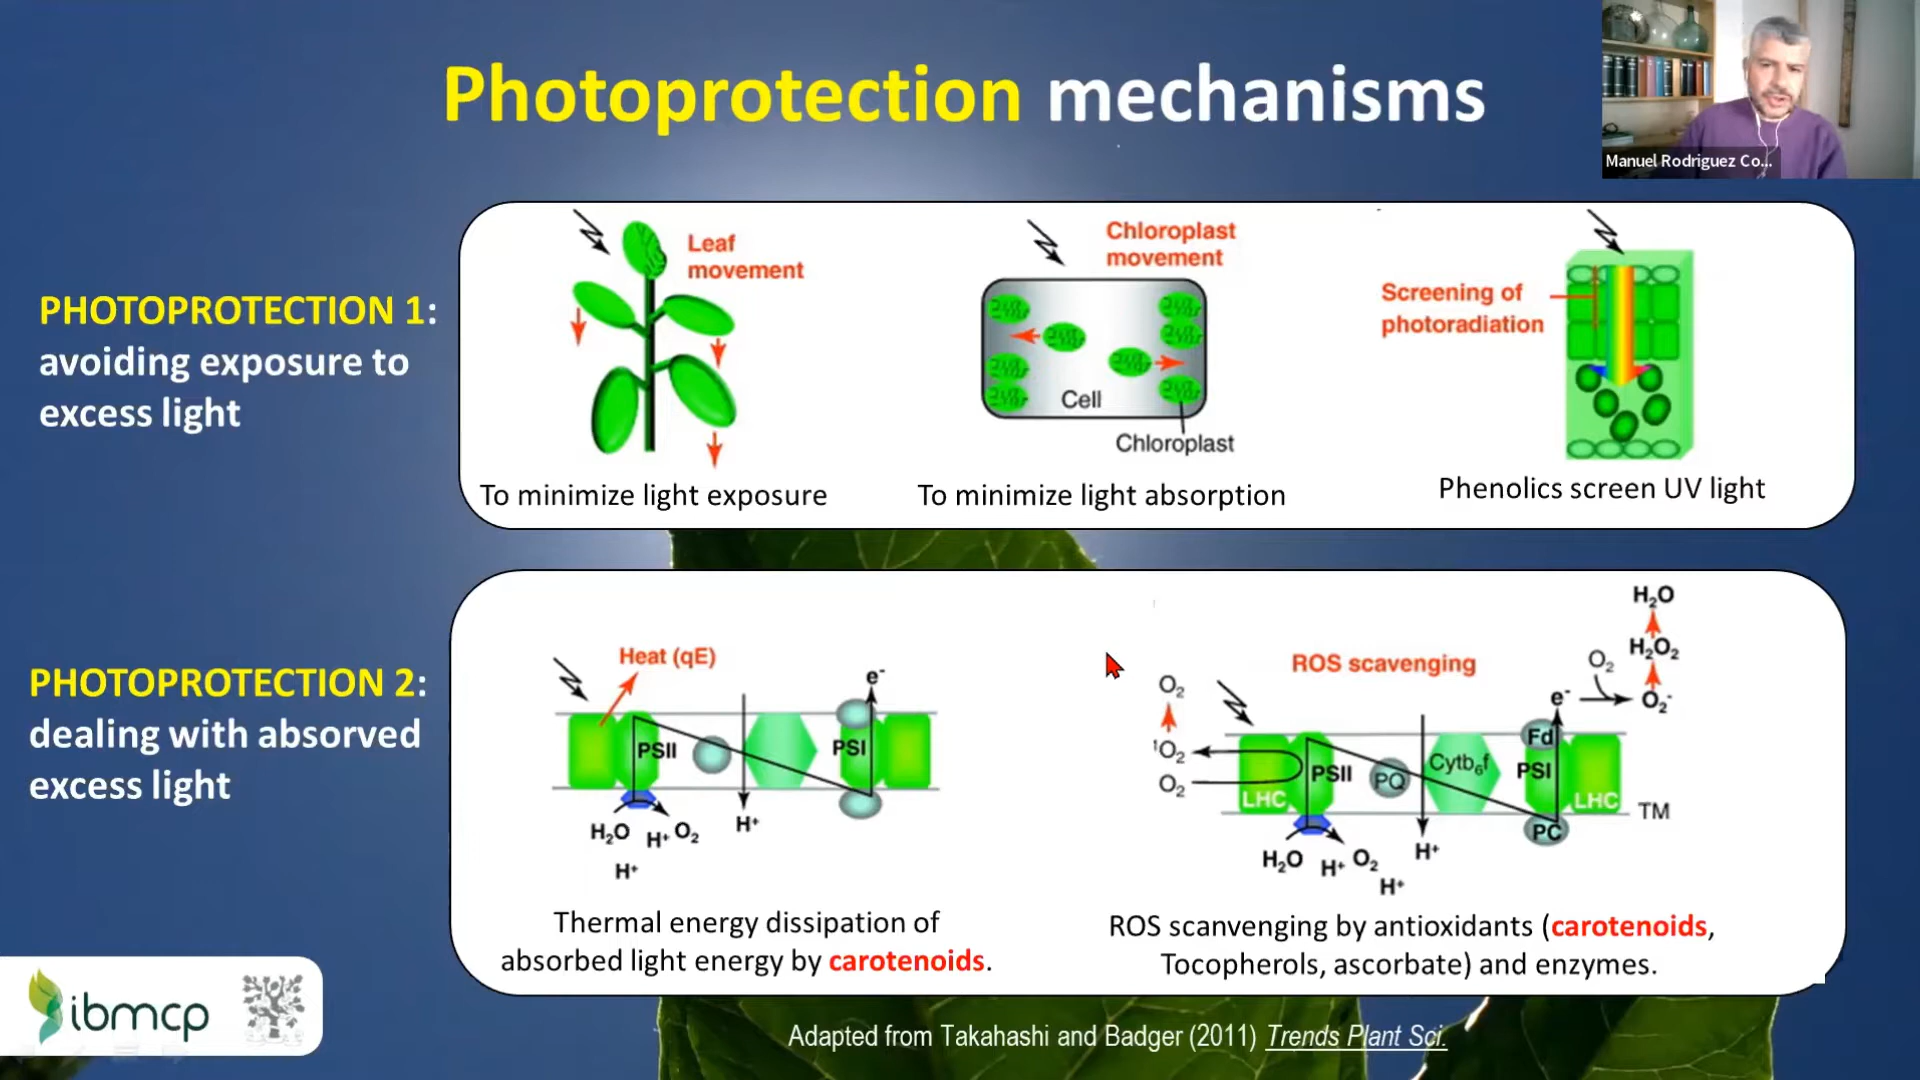 Photoprotection mechanisms
Manuel Rodriguez Co...
PHOTOPROTECTION 1:
avoiding exposure to
excess light
Leaf
movement
To minimize light exposure
Chloroplast
movement
Cell
Chloroplast
To minimize light absorption
Screening of
photoradiation
Phenolics screen UV light
PHOTOPROTECTION 2:
dealing with absorved
excess light
Heat (qE)
e⁻
PSII
PSI
H₂O
H⁺
O₂
H⁺
H⁺
Thermal energy dissipation of
absorbed light energy by carotenoids.
ROS scavenging
H₂O
H₂O₂
O₂
O₂⁻
e⁻
O₂
¹O₂
O₂
LHC
PSII
PQ
Cytb₆f
Fd
PSI
PC
LHC
TM
H₂O
H⁺
O₂
H⁺
H⁺
ROS scanvenging by antioxidants (carotenoids,
Tocopherols, ascorbate) and enzymes.
ibmcp
Adapted from Takahashi and Badger (2011) Trends Plant Sci.